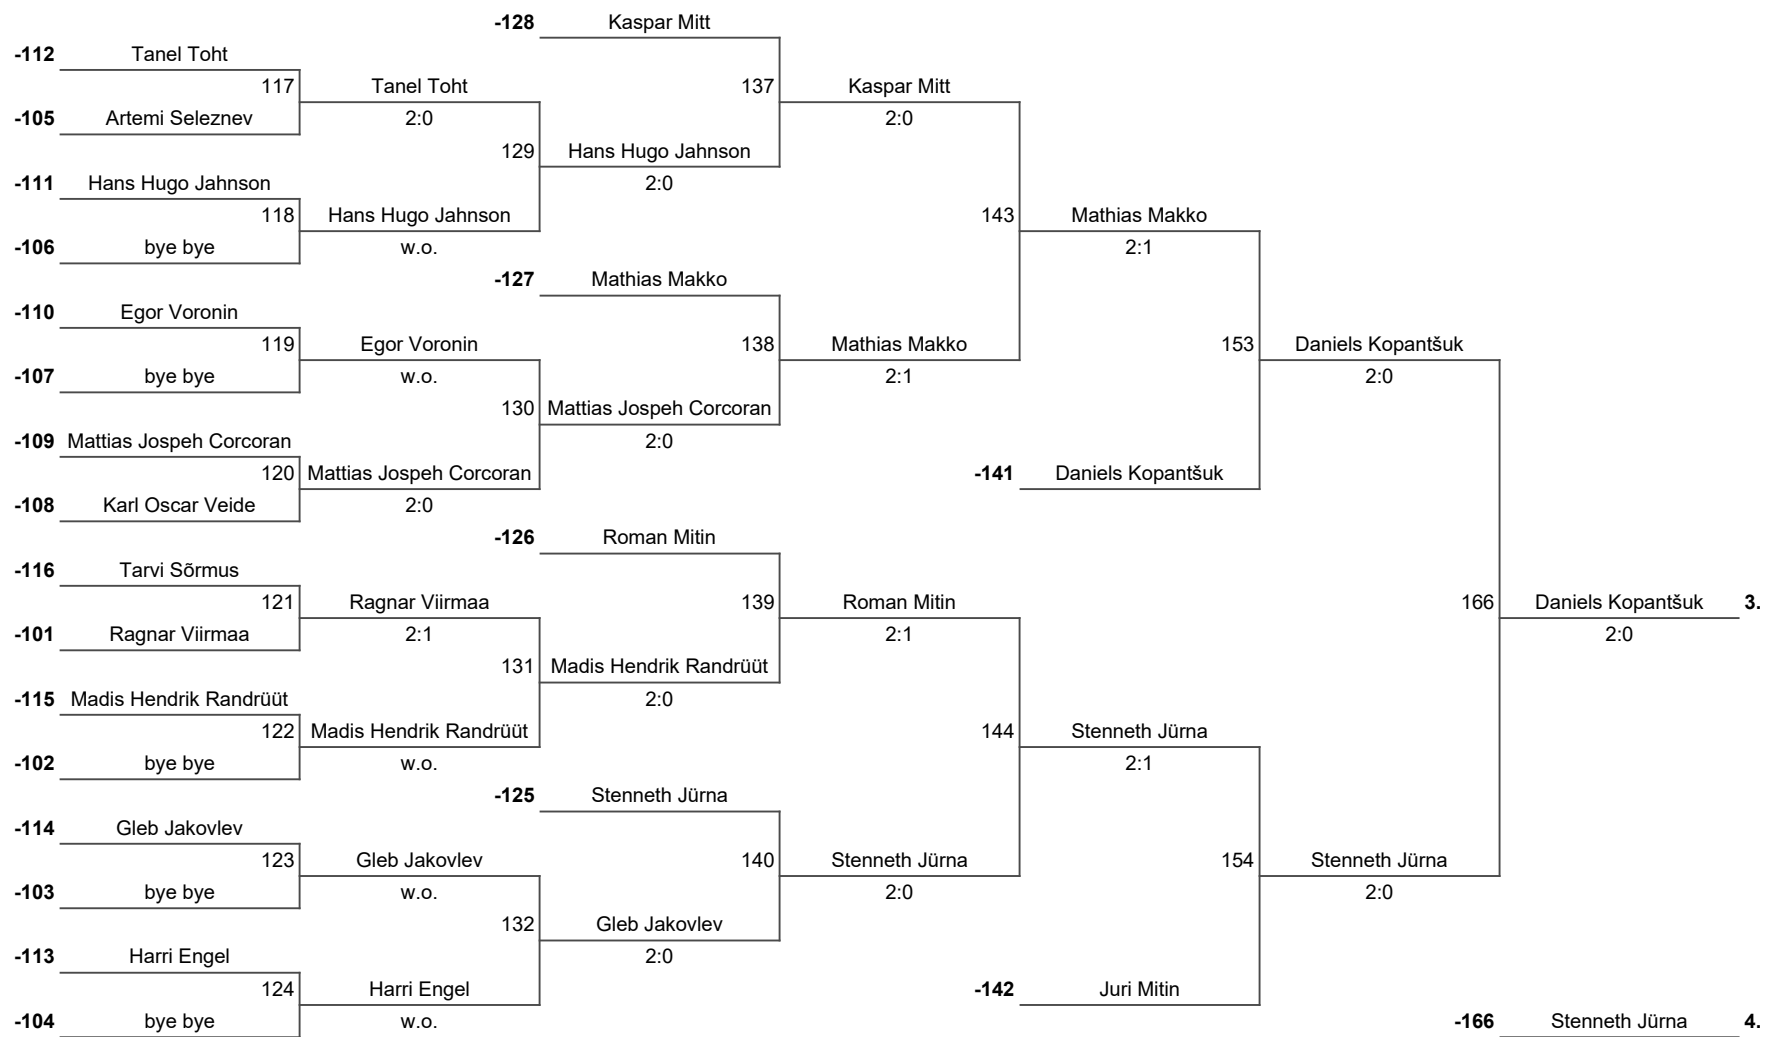 -128 Kaspar Mitt
-112 Tanel Toht
117 Tanel Toht 137 Kaspar Mitt
-105 Artemi Seleznev 2:0 2:0
129 Hans Hugo Jahnson
-111 Hans Hugo Jahnson 2:0
118 Hans Hugo Jahnson 143 Mathias Makko
-106 bye bye w.o. 2:1
-127 Mathias Makko
-110 Egor Voronin
119 Egor Voronin 138 Mathias Makko 153 Daniels Kopantšuk
-107 bye bye w.o. 2:1 2:0
130 Mattias Jospeh Corcoran
-109 Mattias Jospeh Corcoran 2:0
120 Mattias Jospeh Corcoran -141 Daniels Kopantšuk
-108 Karl Oscar Veide 2:0
-126 Roman Mitin
-116 Tarvi Sõrmus
121 Ragnar Viirmaa 139 Roman Mitin 166 Daniels Kopantšuk 3.
-101 Ragnar Viirmaa 2:1 2:1 2:0
131 Madis Hendrik Randrüüt
-115 Madis Hendrik Randrüüt 2:0
122 Madis Hendrik Randrüüt 144 Stenneth Jürna
-102 bye bye w.o. 2:1
-125 Stenneth Jürna
-114 Gleb Jakovlev
123 Gleb Jakovlev 140 Stenneth Jürna 154 Stenneth Jürna
-103 bye bye w.o. 2:0 2:0
132 Gleb Jakovlev
-113 Harri Engel 2:0
124 Harri Engel -142 Juri Mitin
-104 bye bye w.o. -166 Stenneth Jürna 4.